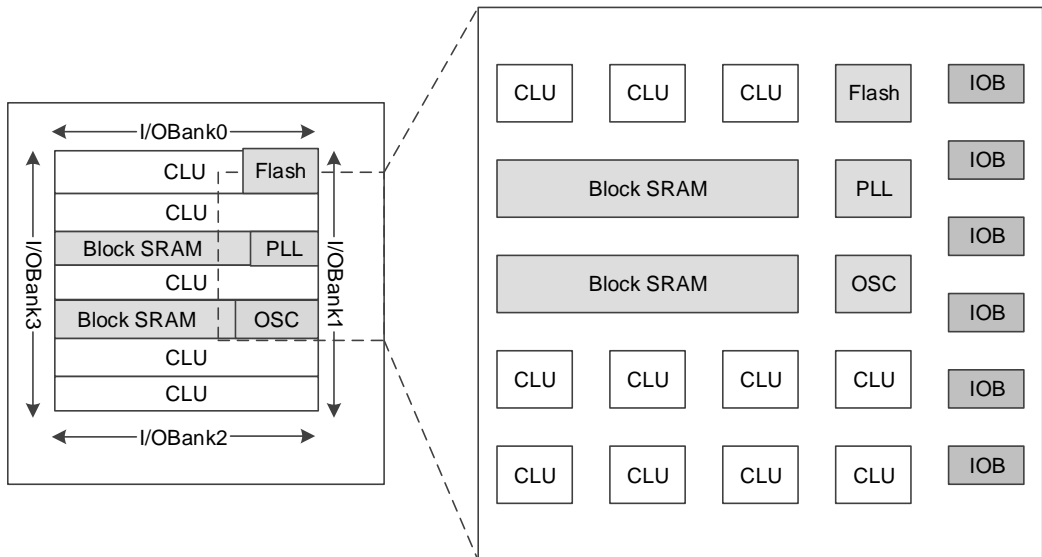 I/OBank0
CLU Flash
CLU
Block SRAM PLL
CLU
Block SRAM OSC
CLU
CLU
I/OBank3
I/OBank1
I/OBank2
CLU CLU CLU Flash IOB
IOB
Block SRAM PLL
IOB
Block SRAM OSC
IOB
CLU CLU CLU CLU IOB
CLU CLU CLU CLU IOB